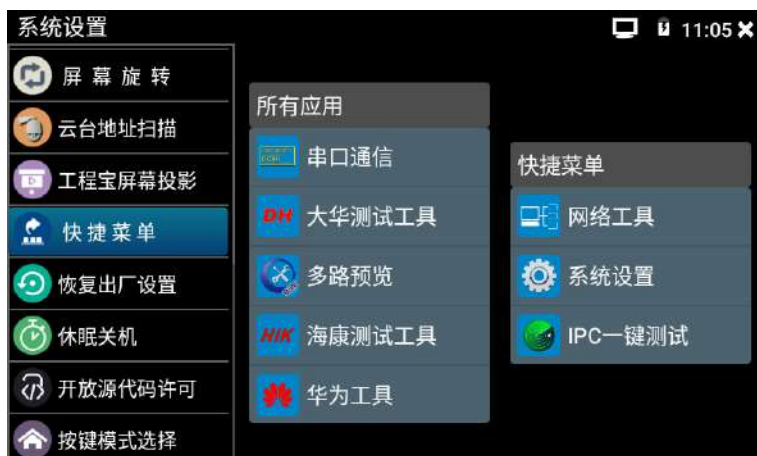 系统设置
11:05
屏幕旋转
云台地址扫描
工程宝屏幕投影
快捷菜单
恢复出厂设置
休眠关机
开放源代码许可
按键模式选择
所有应用
串口通信
DH 大华测试工具
多路预览
HIK 海康测试工具
华为工具
快捷菜单
网络工具
系统设置
IPC一键测试